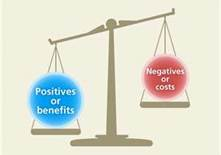 Positives
or
benefits
Negatives
or
costs